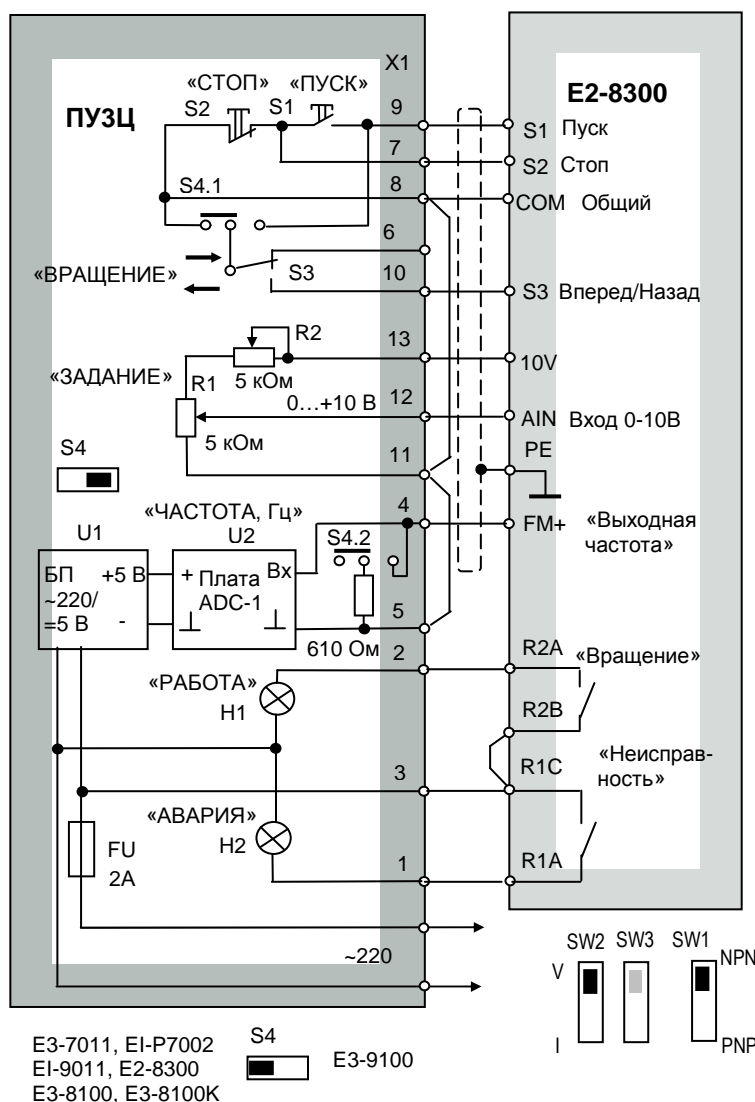 X1
«СТОП» «ПУСК»
E2-8300
ПУЗЦ
S2 S1 9
S1 Пуск
7
S2 Стоп
S4.1 8
COM Общий
6
«ВРАЩЕНИЕ» S3 10
S3 Вперед/Назад
R2 13
10V
«ЗАДАНИЕ» R1 5 кОм
0…+10 В 12
AIN Вход 0-10В
5 кОм
PE
S4 11
«ЧАСТОТА, Гц» 4
U1 U2 S4.2
FM+ «Выходная
частота»
БП +5 В + Плата Вх
~220/ ADC-1
=5 В - 5
610 Ом 2
R2A «Вращение»
«РАБОТА»
H1
R2B
3 R1C «Неисправ-
ность»
«АВАРИЯ»
FU H2
2А
1 R1A
~220
SW2 SW3 SW1
V NPN
I PNP
E3-7011, EI-P7002 S4
EI-9011, E2-8300 E3-9100
E3-8100, E3-8100K